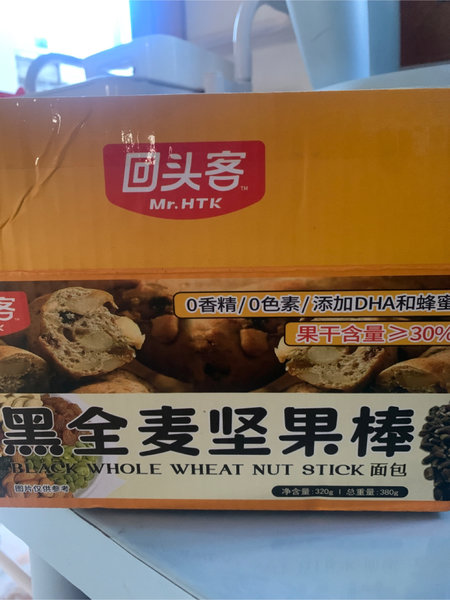 回头客
Mr.HTK
客
HTK
0香精/0色素/添加DHA和蜂蜜
果干含量≥30%
黑全麦坚果棒
BLACK WHOLE WHEAT NUT STICK 面包
图片仅供参考
净含量:320g | 总重量:380g